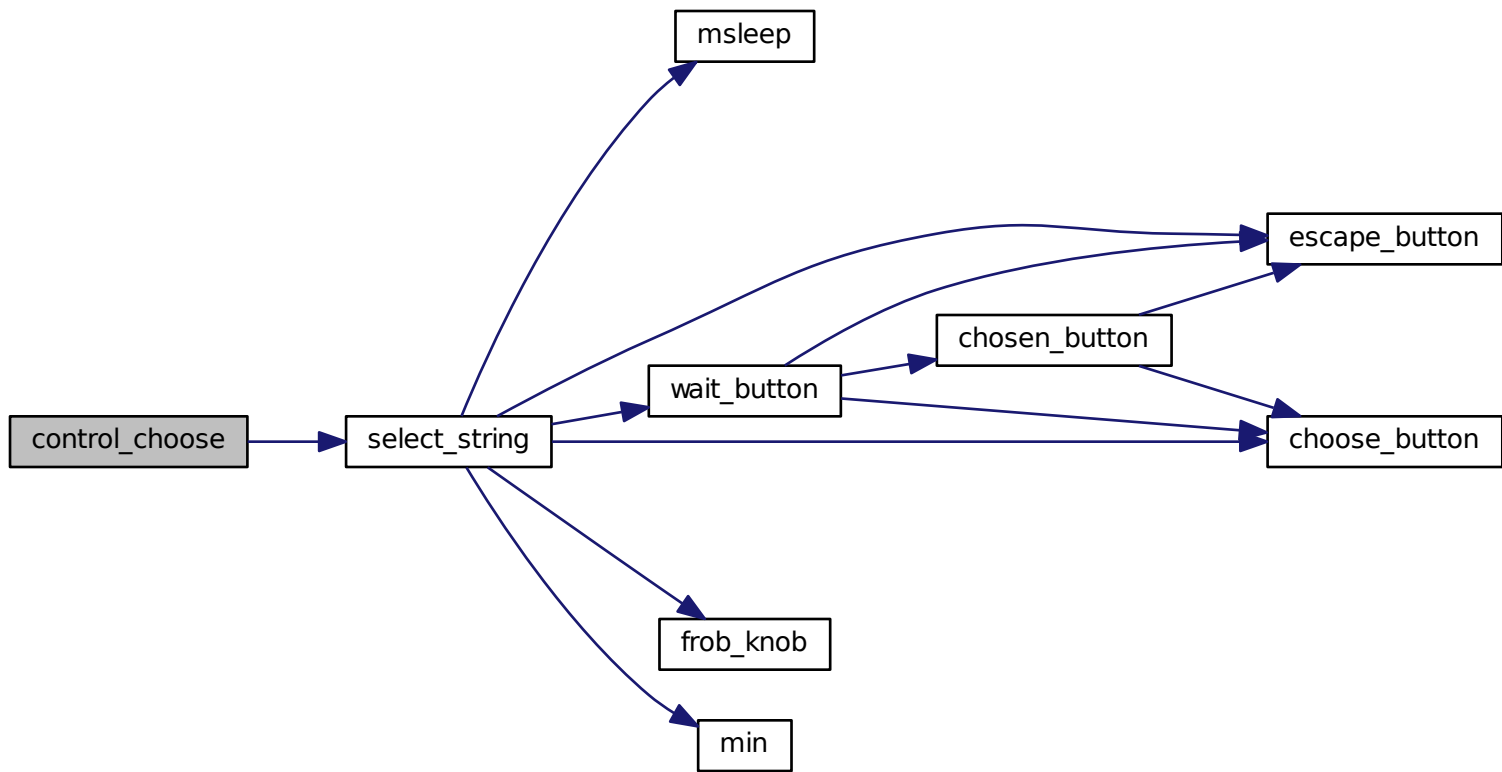 msleep
escape_button
chosen_button
wait_button
control_choose
select_string
choose_button
frob_knob
min